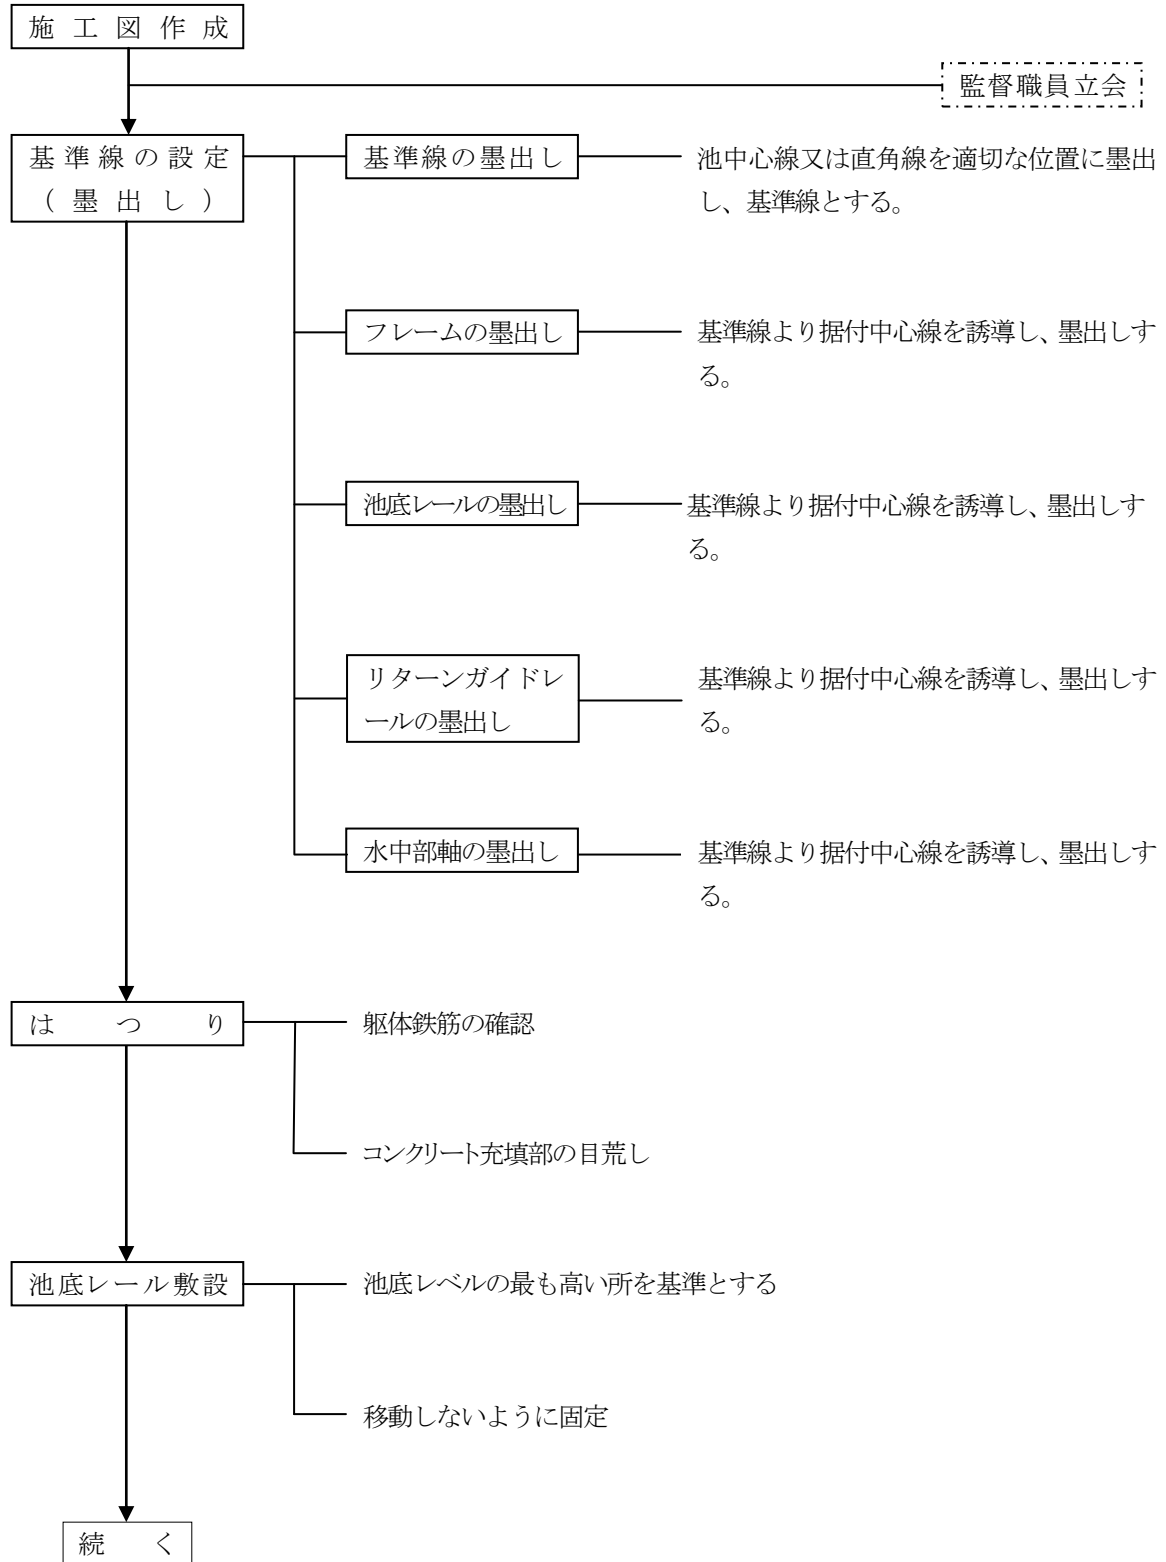 施工図作成
監督職員立会
基準線の設定
（墨出し）
基準線の墨出し
池中心線又は直角線を適切な位置に墨出
し、基準線とする。
フレームの墨出し
基準線より据付中心線を誘導し、墨出しす
る。
池底レールの墨出し
基準線より据付中心線を誘導し、墨出しす
る。
リターンガイドレ
ールの墨出し
基準線より据付中心線を誘導し、墨出しす
る。
水中部軸の墨出し
基準線より据付中心線を誘導し、墨出しす
る。
はつり
躯体鉄筋の確認
コンクリート充填部の目荒し
池底レール敷設
池底レベルの最も高い所を基準とする
移動しないように固定
続く